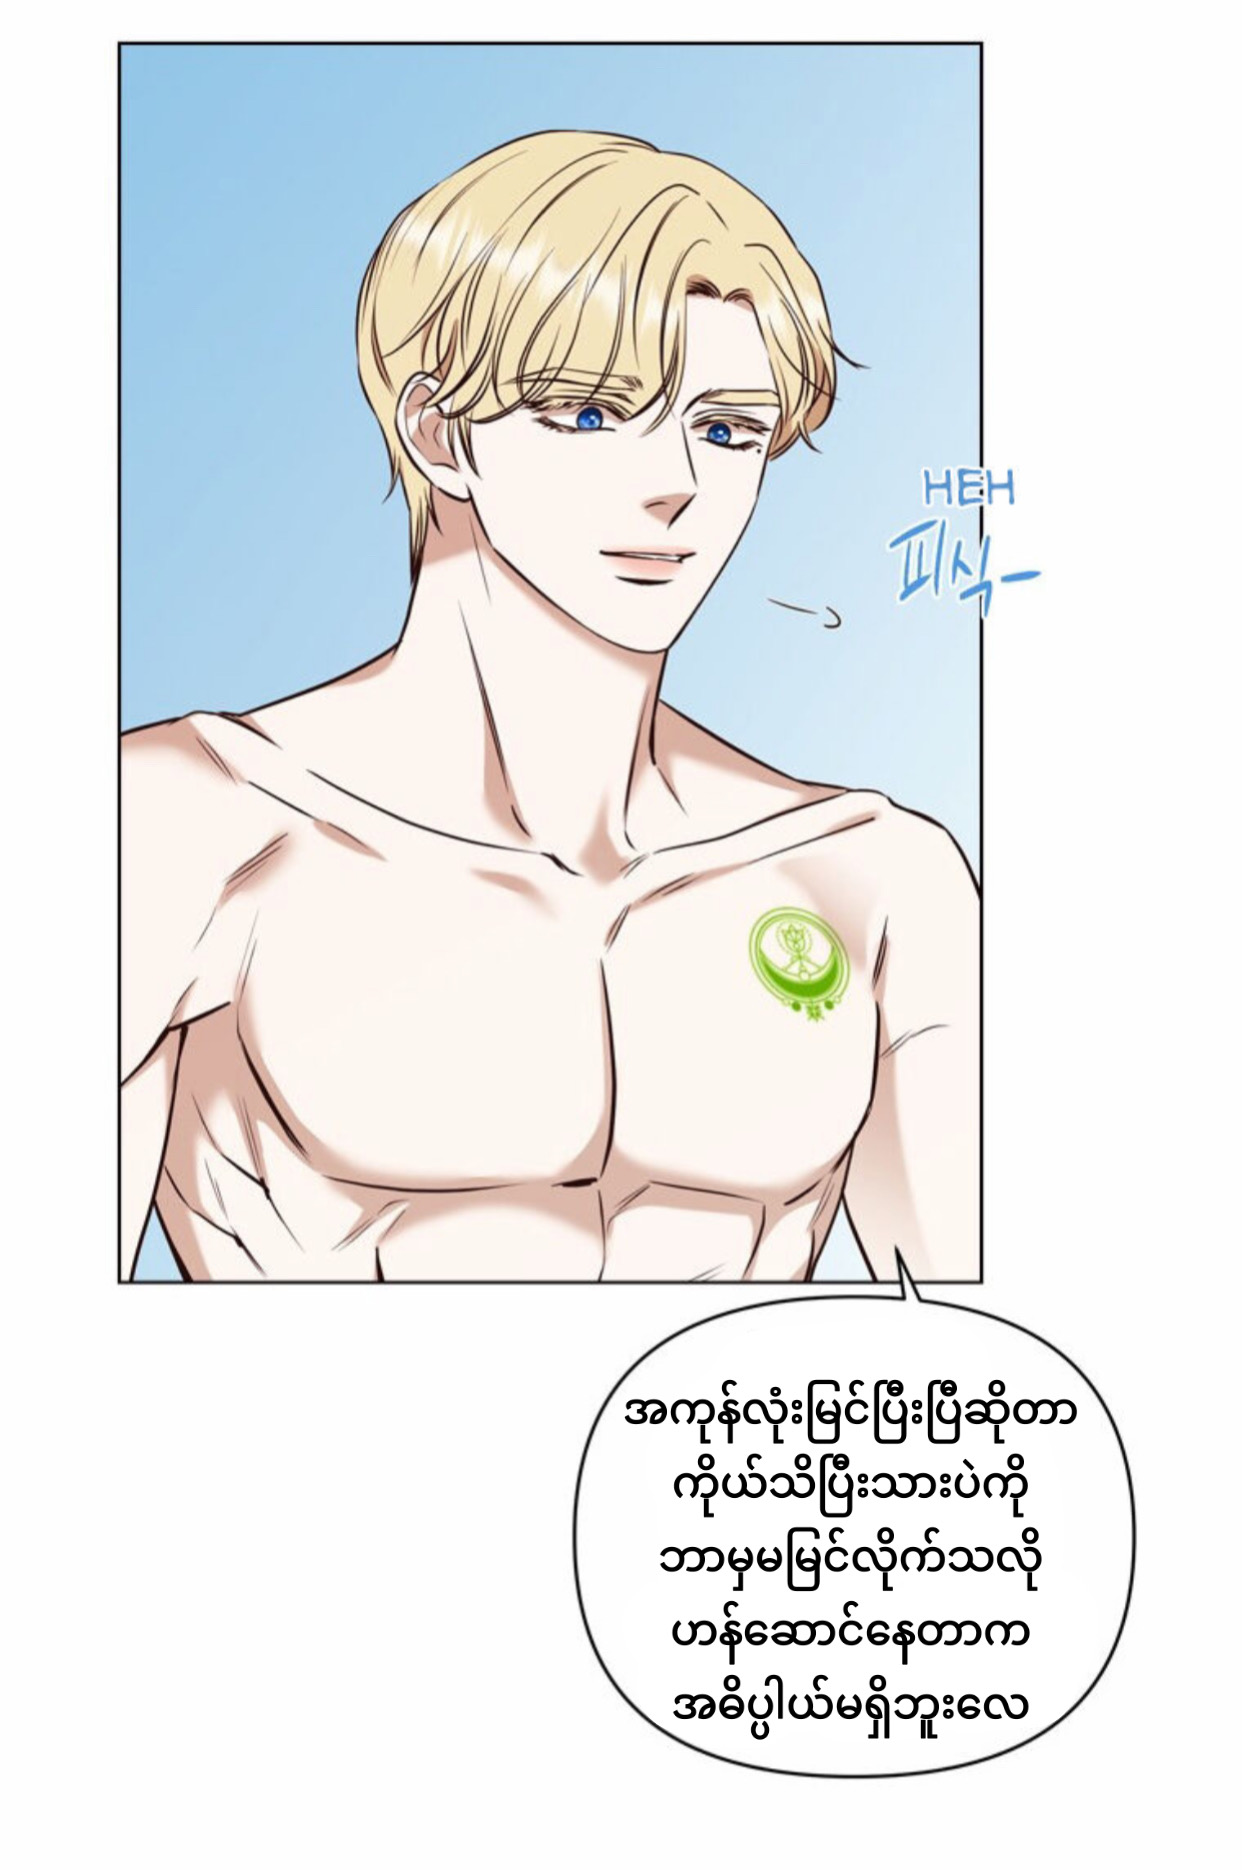 HEH
피식-
အကုန်လုံးမြင်ပြီးပြီဆိုတာ
ကိုယ်သိပြီးသားပဲကို
ဘာမှမမြင်လိုက်သလို
ဟန်ဆောင်နေတာက
အဓိပ္ပါယ်မရှိဘူးလေ